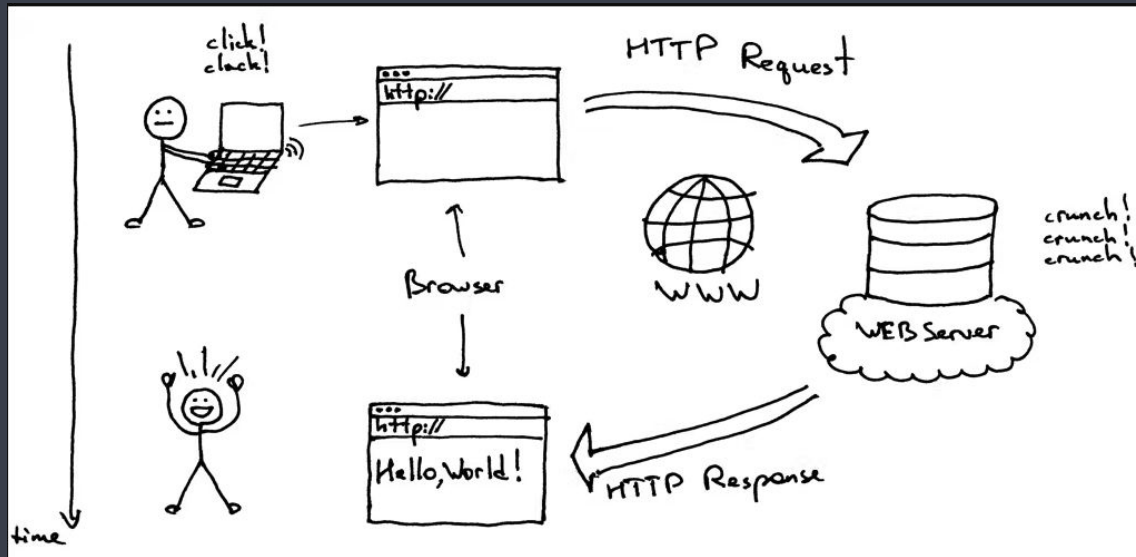 click!
clack!
HTTP Request
http://
crunch!
crunch!
crunch!
Browser
WWW
WEB Server
http://
Hello, World!
HTTP Response
time